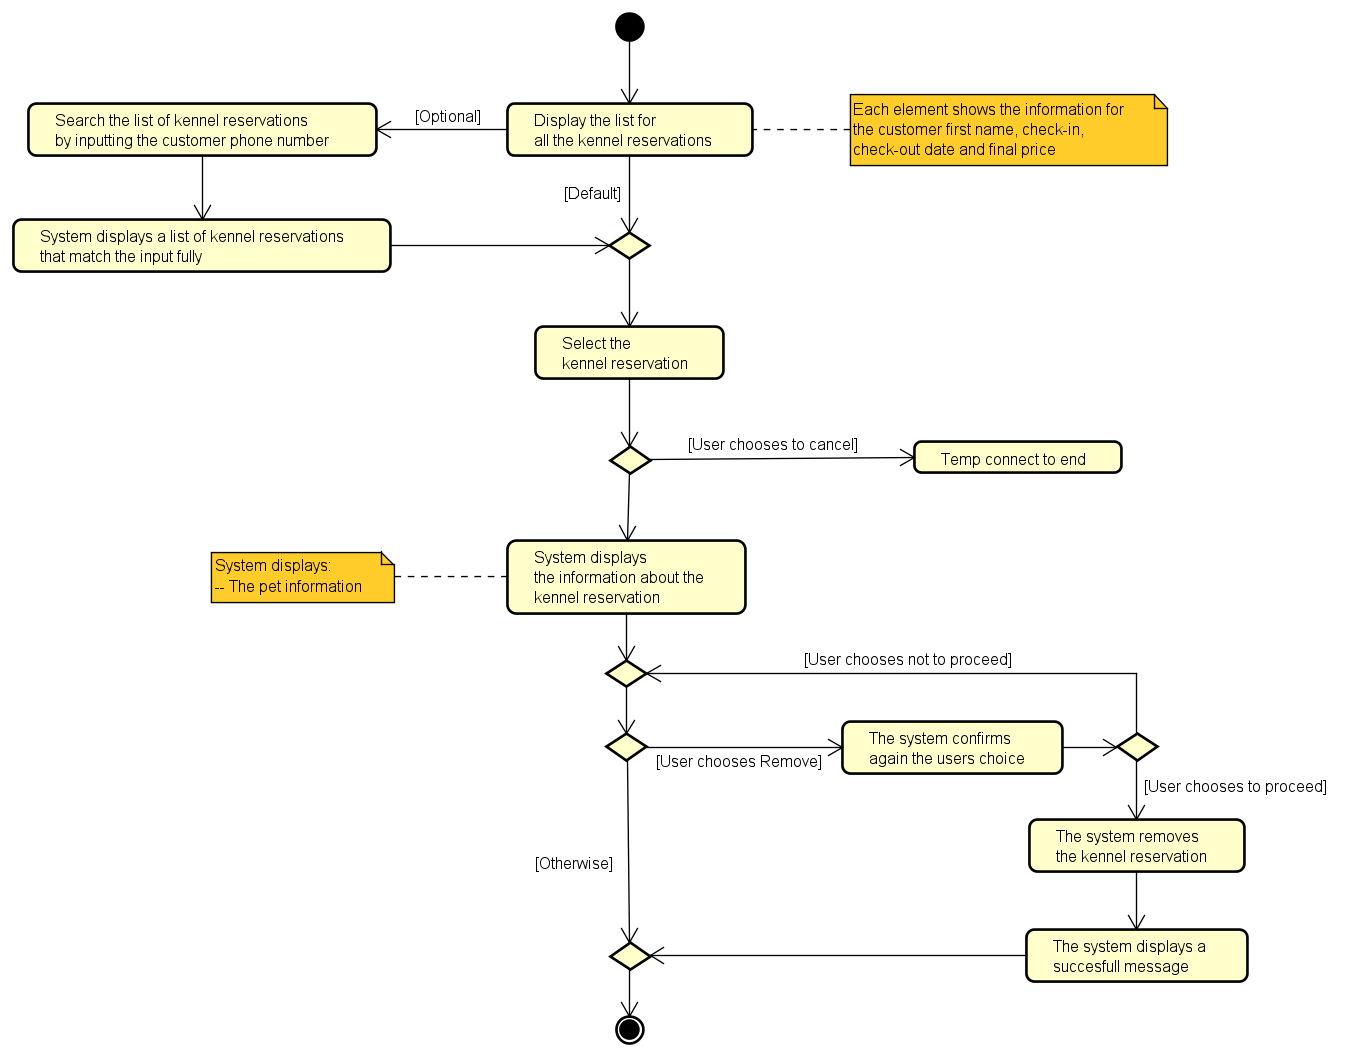 Search the list of kennel reservations
by inputting the customer phone number
[Optional]
Display the list for
all the kennel reservations
Each element shows the information for
the customer first name, check-in,
check-out date and final price
[Default]
System displays a list of kennel reservations
that match the input fully
Select the
kennel reservation
[User chooses to cancel]
Temp connect to end
System displays:
-- The pet information
System displays
the information about the
kennel reservation
[User chooses not to proceed]
The system confirms
again the users choice
[User chooses Remove]
[User chooses to proceed]
The system removes
the kennel reservation
[Otherwise]
The system displays a
succesfull message